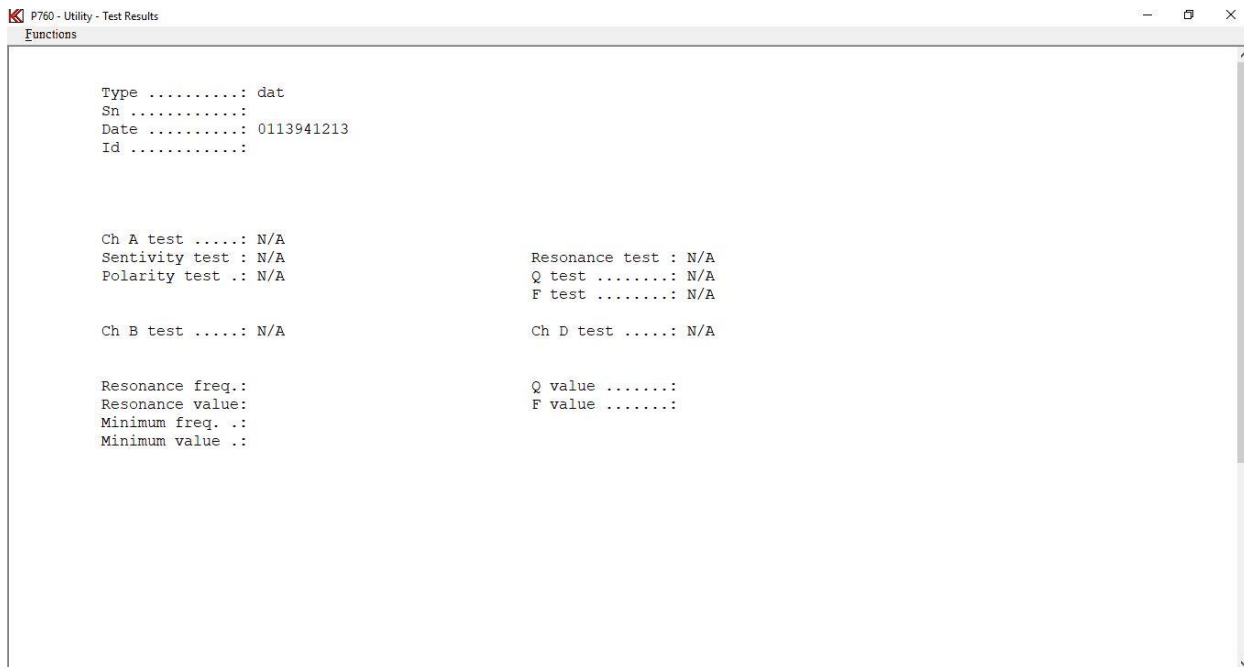 P760 - Utility - Test Results
Functions
Type ..........: dat
Sn ............:
Date ..........: 0113941213
Id ............:
Ch A test .....: N/A
Sentivity test : N/A Resonance test : N/A
Polarity test .: N/A Q test ........: N/A
F test ........: N/A
Ch B test .....: N/A Ch D test .....: N/A
Resonance freq.: Q value .......:
Resonance value: F value .......:
Minimum freq. .:
Minimum value .: